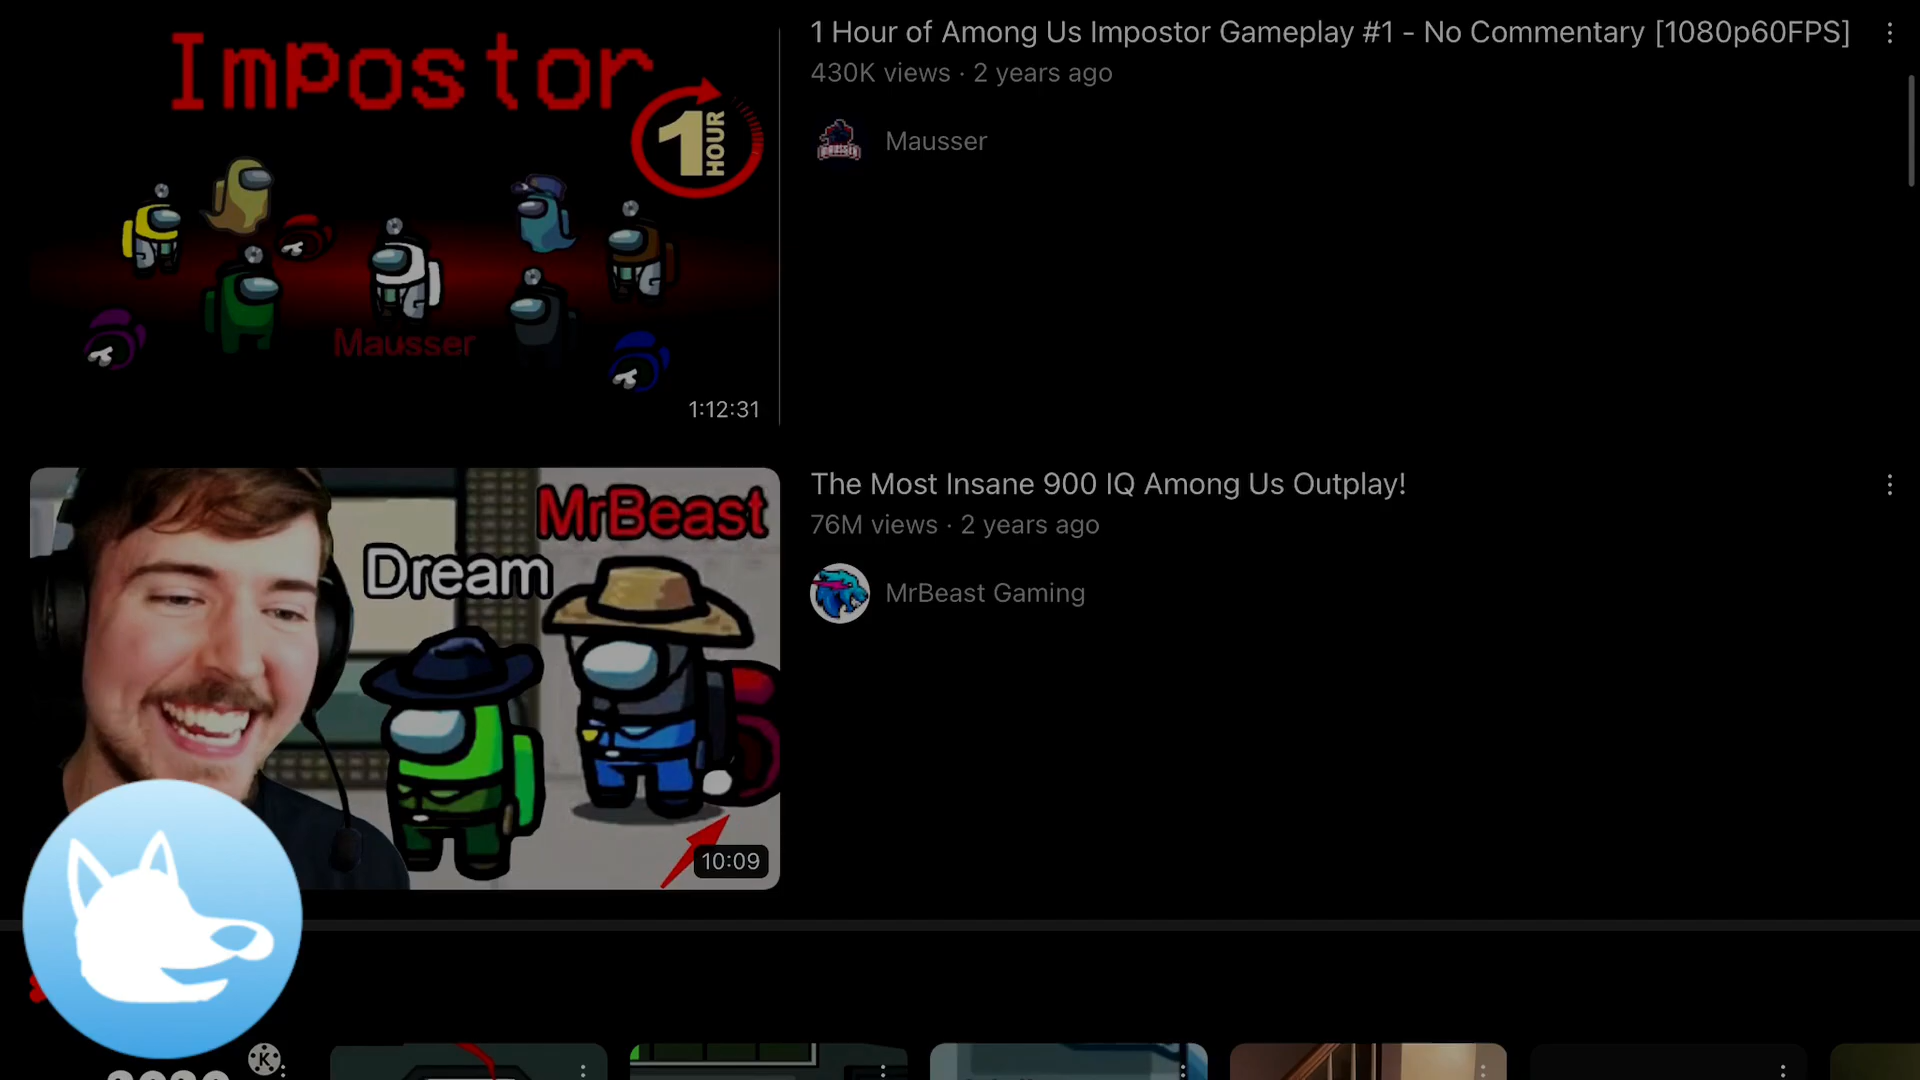 Impostor
1 HOUR
Mausser
1:12:31
1 Hour of Among Us Impostor Gameplay #1 - No Commentary [1080p60FPS]
430K views · 2 years ago
Mausser
MrBeast
Dream
10:09
The Most Insane 900 IQ Among Us Outplay!
76M views · 2 years ago
MrBeast Gaming
K